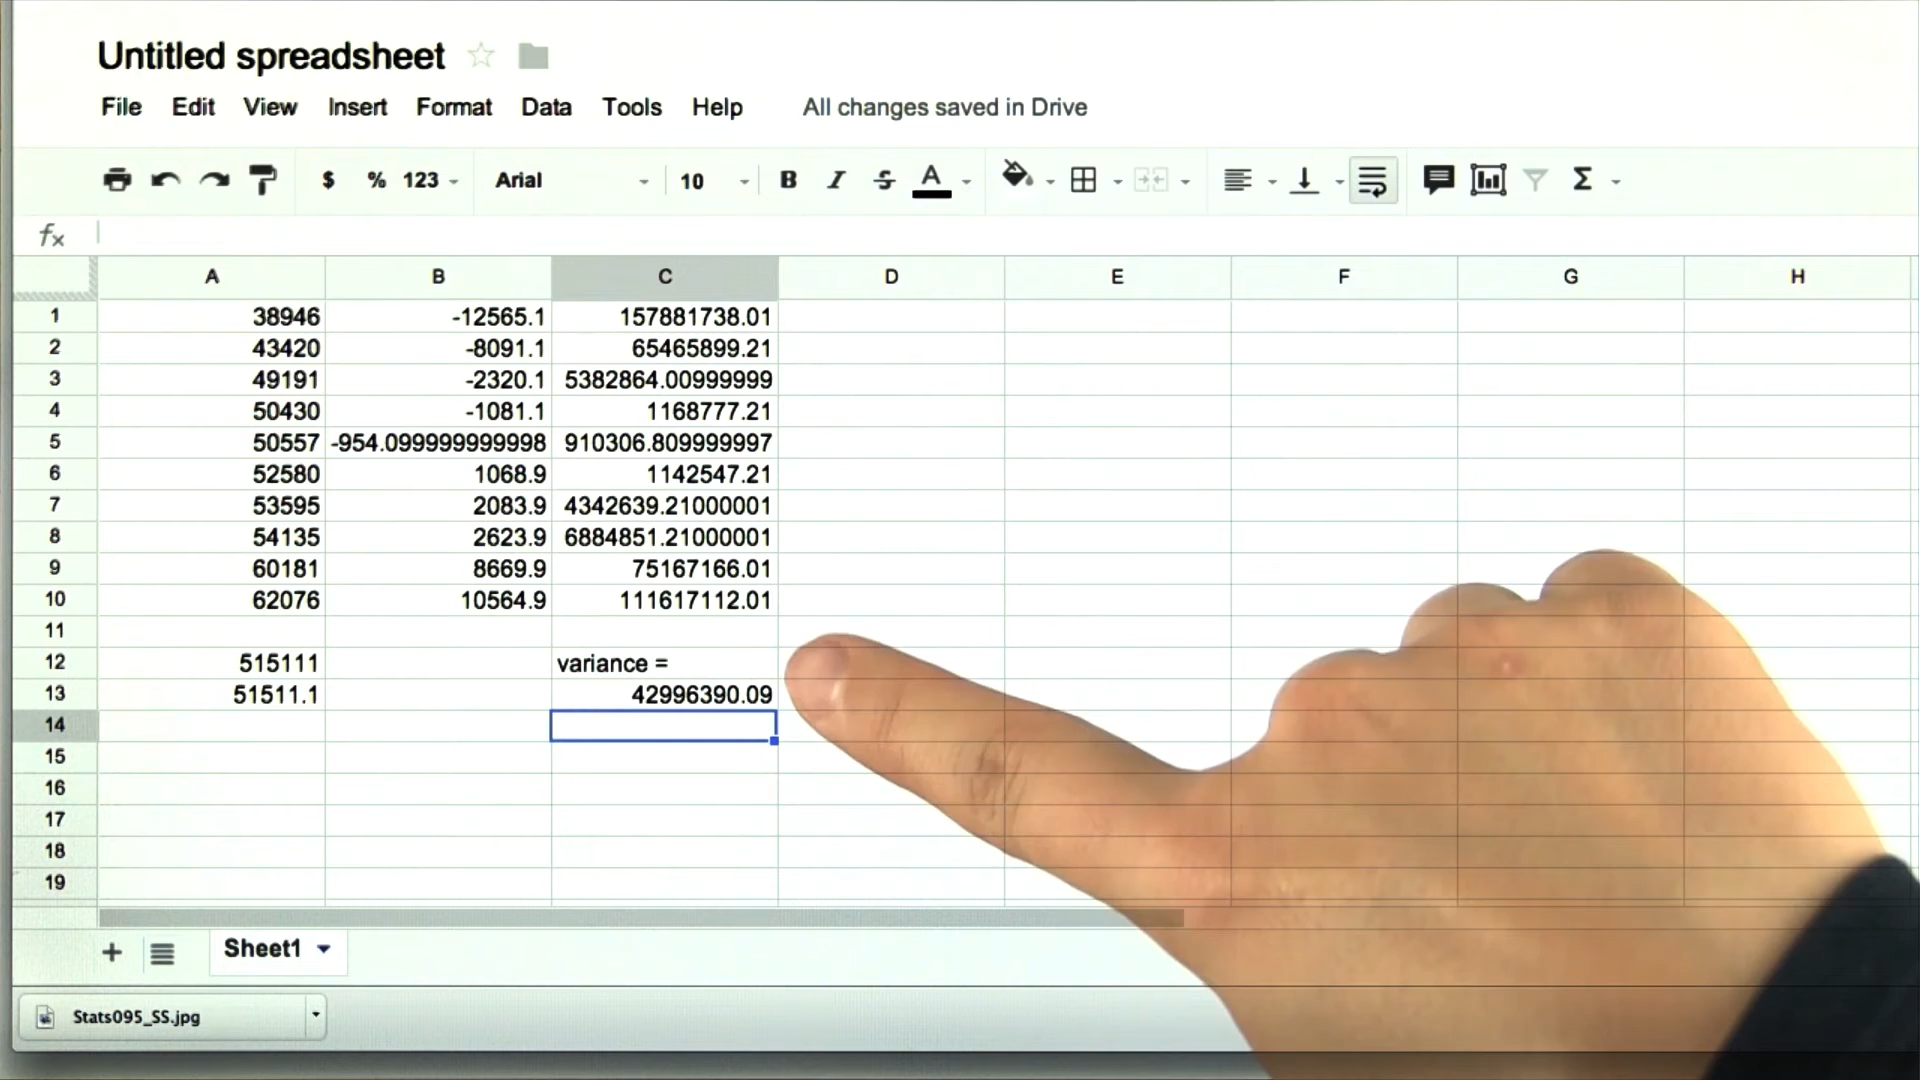 Untitled spreadsheet
File Edit View Insert Format Data Tools Help All changes saved in Drive
$ % 123 Arial 10 B I S A Σ
fx
A B C D E F G H
1 38946 -12565.1 157881738.01
2 43420 -8091.1 65465899.21
3 49191 -2320.1 5382864.00999999
4 50430 -1081.1 1168777.21
5 50557 -954.099999999998 910306.809999997
6 52580 1068.9 1142547.21
7 53595 2083.9 4342639.21000001
8 54135 2623.9 6884851.21000001
9 60181 8669.9 75167166.01
10 62076 10564.9 111617112.01
11
12 515111 variance =
13 51511.1 42996390.09
14
15
16
17
18
19
+ Sheet1
Stats095_SS.jpg